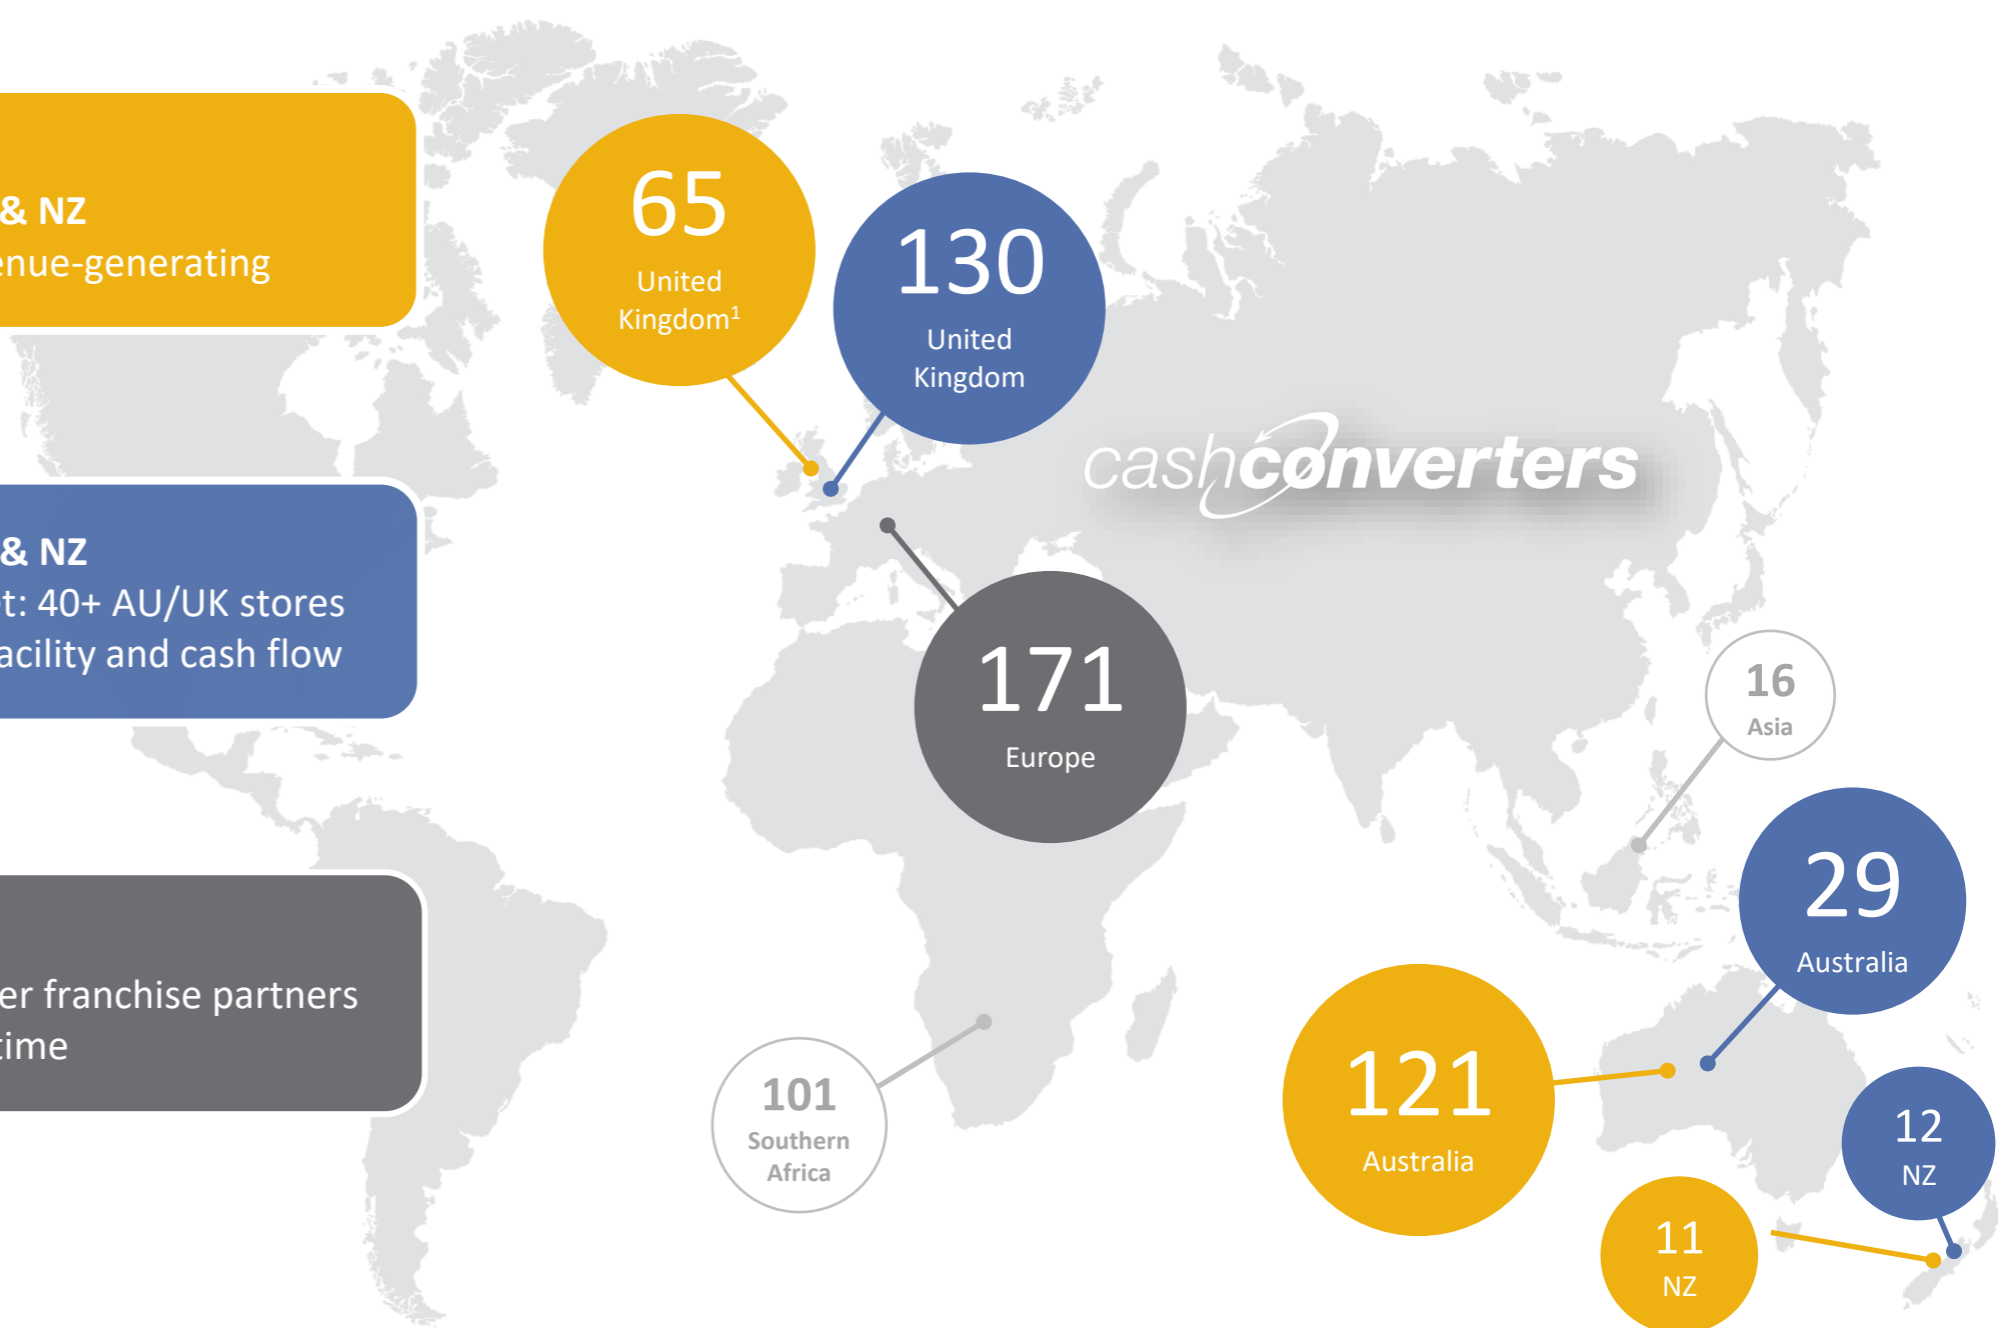 & NZ
enue-generating
& NZ
t: 40+ AU/UK stores
acility and cash flow
er franchise partners
time
65
United
Kingdom¹
130
United
Kingdom
cashconverters
171
Europe
16
Asia
29
Australia
101
Southern
Africa
121
Australia
12
NZ
11
NZ